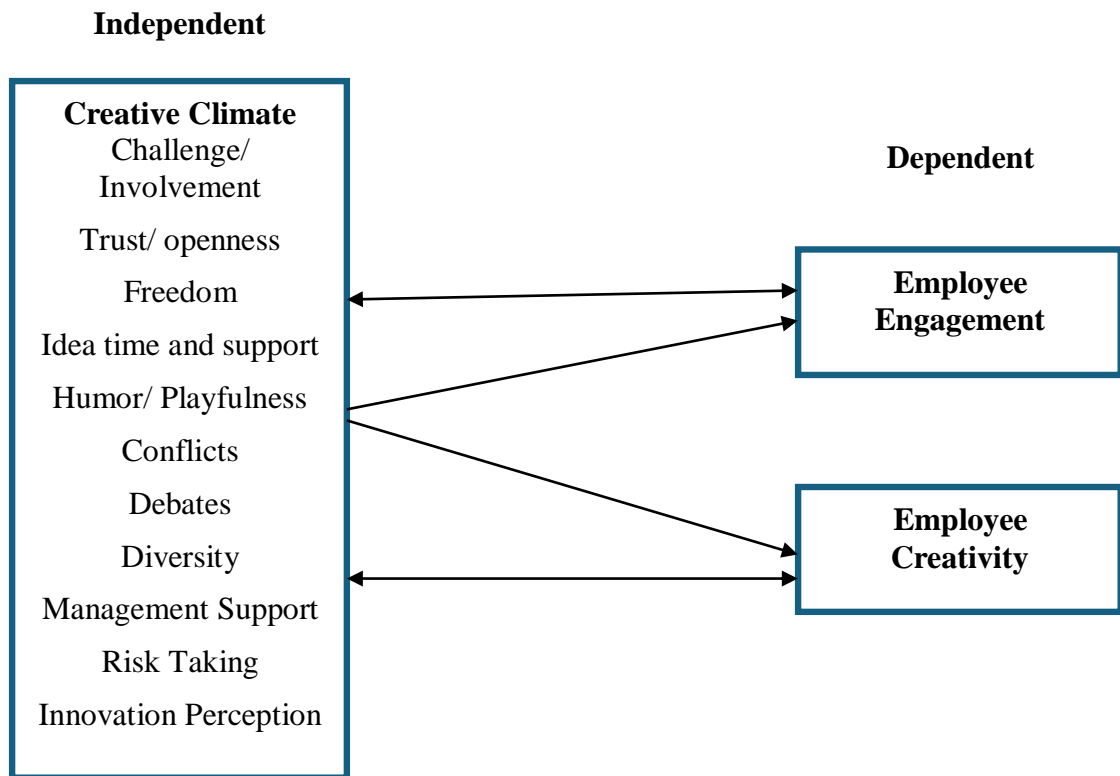 Independent
Creative Climate
Challenge/
Involvement
Trust/ openness
Freedom
Idea time and support
Humor/ Playfulness
Conflicts
Debates
Diversity
Management Support
Risk Taking
Innovation Perception
Dependent
Employee
Engagement
Employee
Creativity